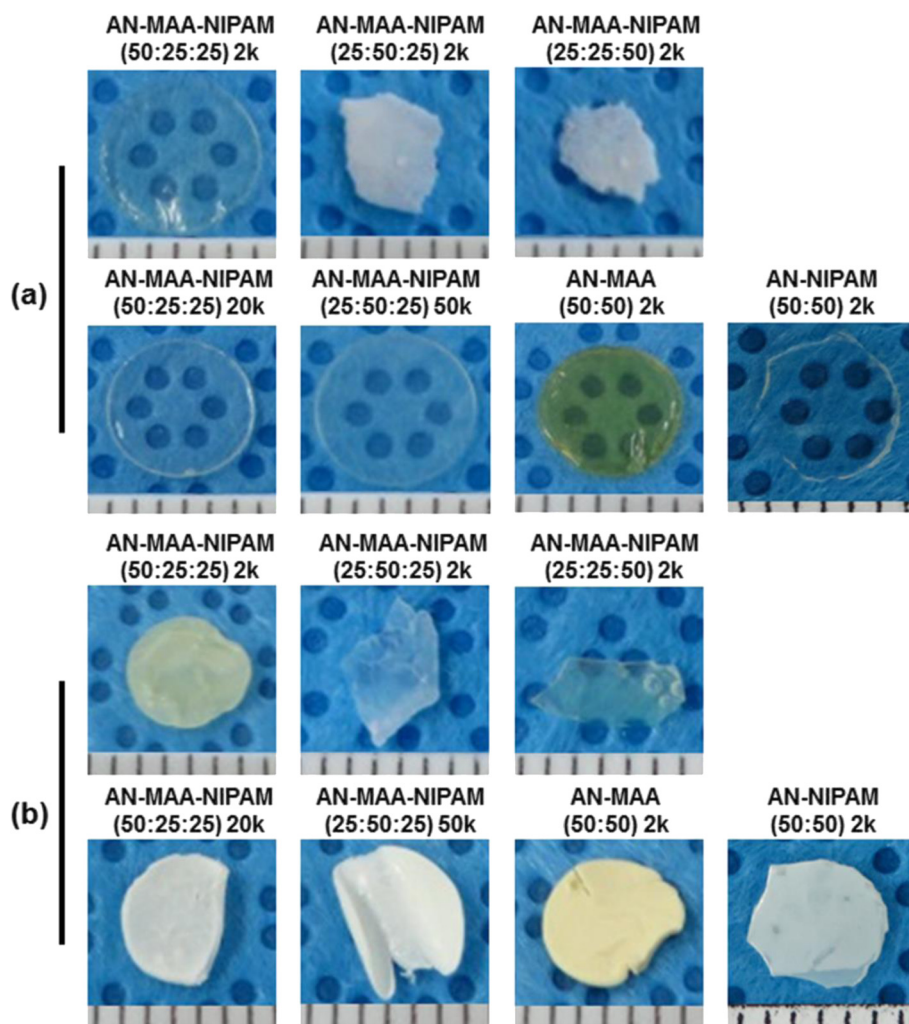 AN-MAA-NIPAM
(50:25:25) 2k
AN-MAA-NIPAM
(25:50:25) 2k
AN-MAA-NIPAM
(25:25:50) 2k
(a)
AN-MAA-NIPAM
(50:25:25) 20k
AN-MAA-NIPAM
(25:50:25) 50k
AN-MAA
(50:50) 2k
AN-NIPAM
(50:50) 2k
AN-MAA-NIPAM
(50:25:25) 2k
AN-MAA-NIPAM
(25:50:25) 2k
AN-MAA-NIPAM
(25:25:50) 2k
(b)
AN-MAA-NIPAM
(50:25:25) 20k
AN-MAA-NIPAM
(25:50:25) 50k
AN-MAA
(50:50) 2k
AN-NIPAM
(50:50) 2k